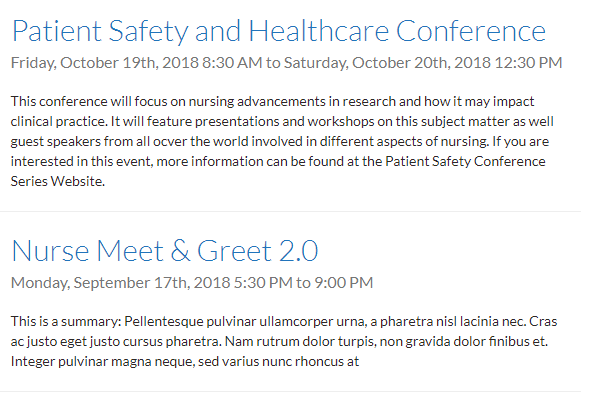 Patient Safety and Healthcare Conference
Friday, October 19th, 2018 8:30 AM to Saturday, October 20th, 2018 12:30 PM
This conference will focus on nursing advancements in research and how it may impact
clinical practice. It will feature presentations and workshops on this subject matter as well
guest speakers from all ocver the world involved in different aspects of nursing. If you are
interested in this event, more information can be found at the Patient Safety Conference
Series Website.
Nurse Meet & Greet 2.0
Monday, September 17th, 2018 5:30 PM to 9:00 PM
This is a summary: Pellentesque pulvinar ullamcorper urna, a pharetra nisl lacinia nec. Cras
ac justo eget justo cursus pharetra. Nam rutrum dolor turpis, non gravida dolor finibus et.
Integer pulvinar magna neque, sed varius nunc rhoncus at